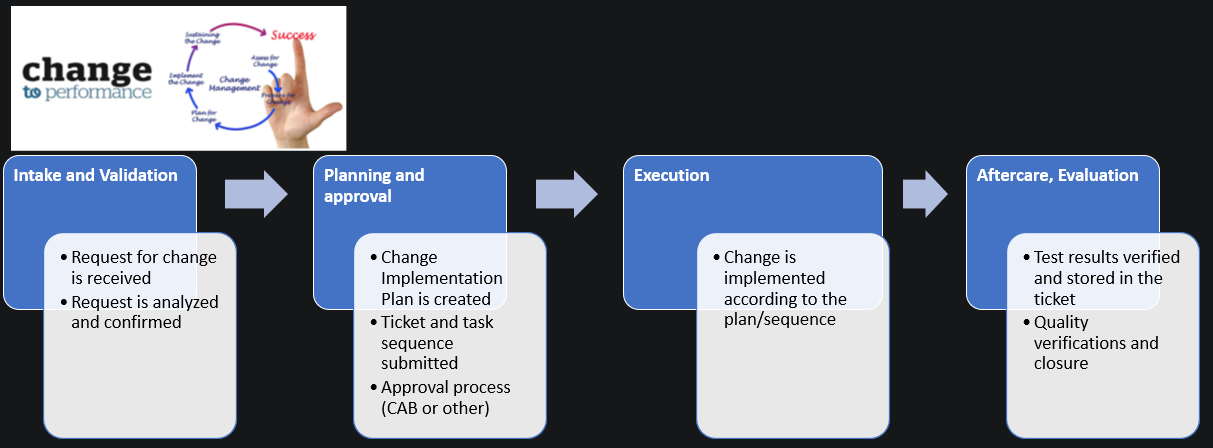 change
to performance
Sustaining
the Change
Success
Assess for
Change
Implement
the Change
Change
Management
Prepare for
Change
Plan for
Change
Intake and Validation
• Request for change
is received
• Request is analyzed
and confirmed
Planning and
approval
• Change
Implementation
Plan is created
• Ticket and task
sequence
submitted
• Approval process
(CAB or other)
Execution
• Change is
implemented
according to the
plan/sequence
Aftercare, Evaluation
• Test results verified
and stored in the
ticket
• Quality
verifications and
closure